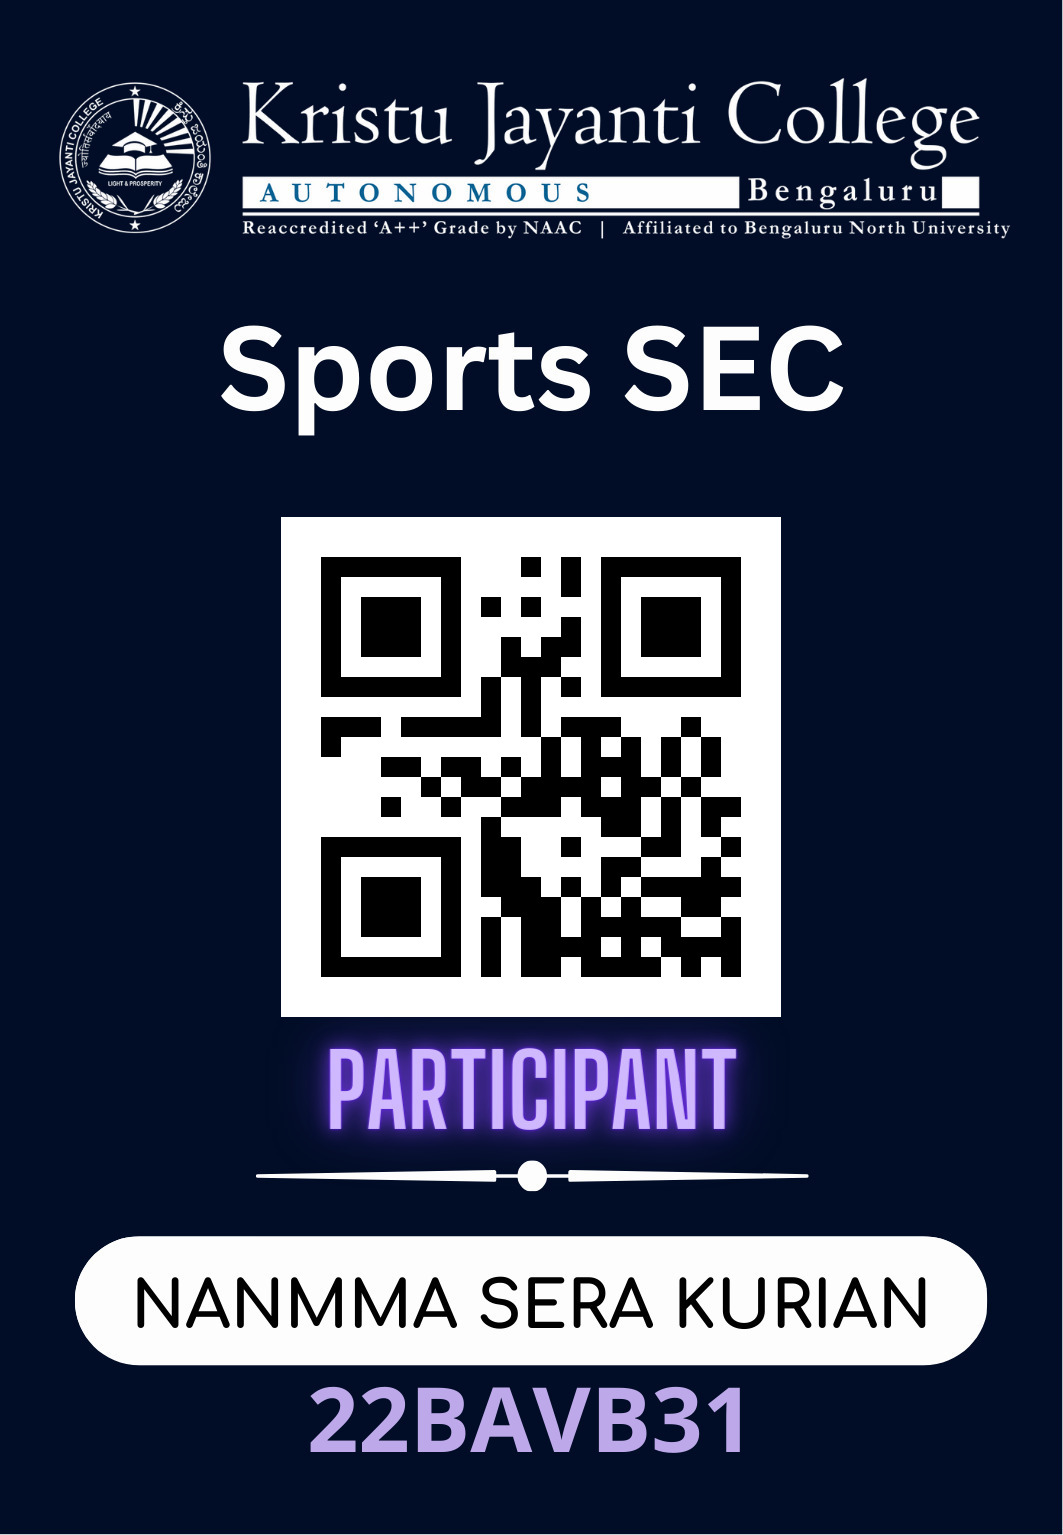 KRISTU JAYANTI COLLEGE
ಕ್ರಿಸ್ತು ಜಯಂತಿ ಕಾಲೇಜು
LIGHT & PROSPERITY
Kristu Jayanti College
AUTONOMOUS Bengaluru
Reaccredited ‘A++’ Grade by NAAC | Affiliated to Bengaluru North University
Sports SEC
PARTICIPANT
NANMMA SERA KURIAN
22BAVB31